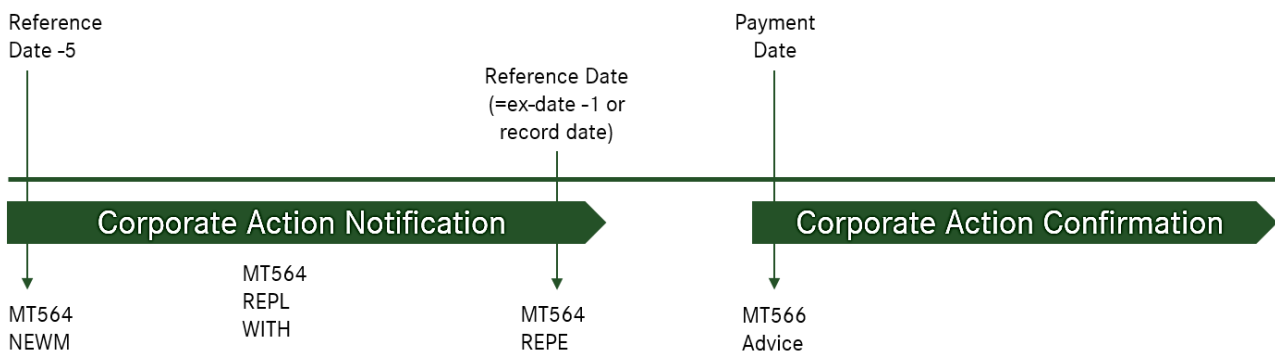 Reference
Date -5
Reference Date
(=ex-date -1 or
record date)
Payment
Date
Corporate Action Notification
Corporate Action Confirmation
MT564
NEWM
MT564
REPL
WITH
MT564
REPE
MT566
Advice